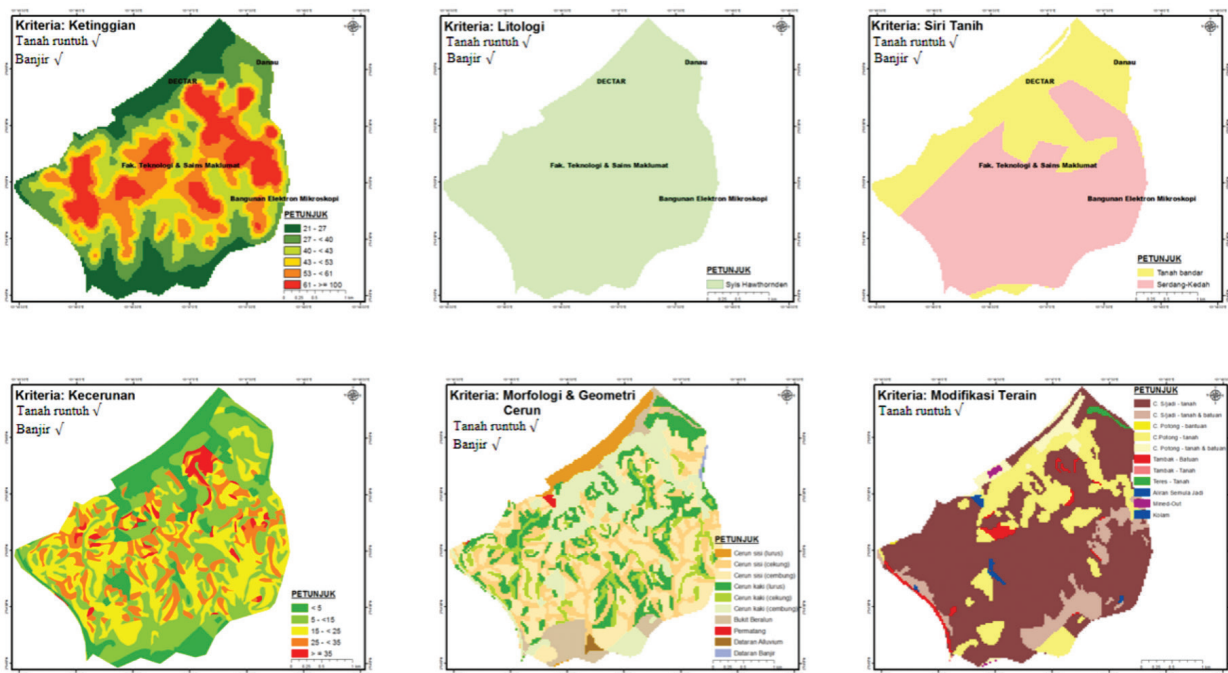 Kriteria: Ketinggian
Tanah runtuh √
Banjir √
Danau
DECTAR
Fak. Teknologi & Sains Maklumat
Bangunan Elektron Mikroskopi
PETUNJUK
21 - 27
27 - < 40
40 - < 43
43 - < 53
53 - < 61
61 - >= 100
Kriteria: Litologi
Tanah runtuh √
Banjir √
Danau
DECTAR
Fak. Teknologi & Sains Maklumat
Bangunan Elektron Mikroskopi
PETUNJUK
Syis Hawthornden
Kriteria: Siri Tanih
Tanah runtuh √
Banjir √
Danau
DECTAR
Fak. Teknologi & Sains Maklumat
Bangunan Elektron Mikroskopi
PETUNJUK
Tanah bandar
Serdang-Kedah
Kriteria: Kecerunan
Tanah runtuh √
Banjir √
PETUNJUK
< 5
5 - <15
15 - < 25
25 - < 35
> = 35
Kriteria: Morfologi & Geometri
Cerun
Tanah runtuh √
Banjir √
PETUNJUK
Cerun sisi (lurus)
Cerun sisi (cekung)
Cerun sisi (cembung)
Cerun kaki (lurus)
Cerun kaki (cekung)
Cerun kaki (cembung)
Bukit Beralun
Permatang
Dataran Alluvium
Dataran Banjir
Kriteria: Modifikasi Terain
Tanah runtuh √
PETUNJUK
C. S/jadi - tanah
C. S/jadi - tanah & batuan
C. Potong - bantuan
C.Potong - tanah
C. Potong - tanah & batuan
Tambak - Batuan
Tambak - Tanah
Teres - Tanah
Aliran Semula Jadi
Mined-Out
Kolam